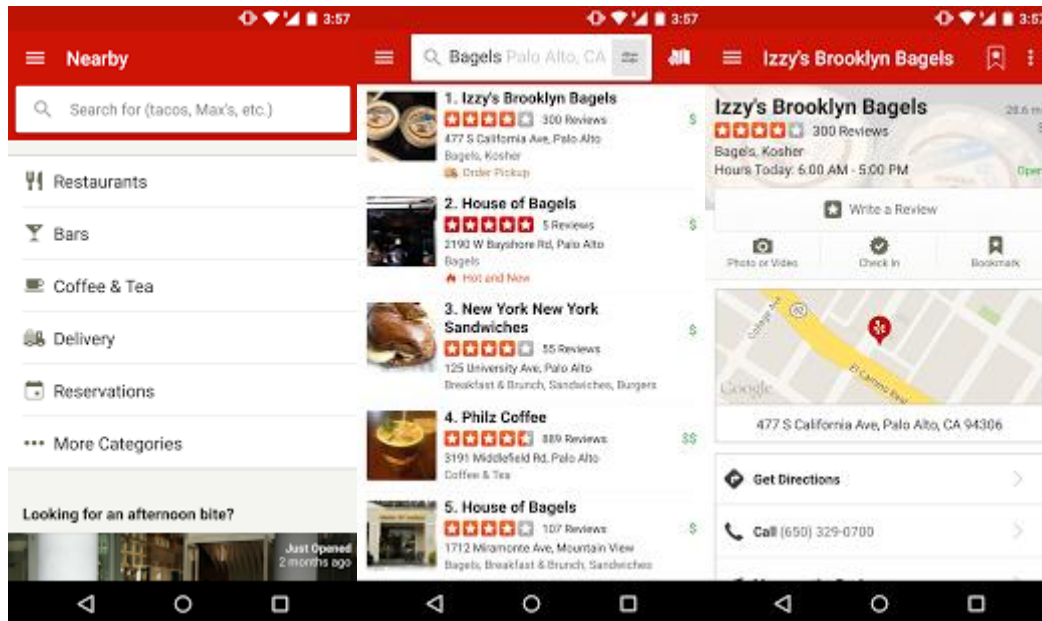 3:57
Nearby
Search for (tacos, Max's, etc.)
Restaurants
Bars
Coffee & Tea
Delivery
Reservations
More Categories
Looking for an afternoon bite?
Just Opened
2 months ago
3:57
Bagels Palo Alto, CA
1. Izzy's Brooklyn Bagels
300 Reviews $
477 S California Ave, Palo Alto
Bagels, Kosher
Order Pickup
2. House of Bagels
5 Reviews $
2190 W Bayshore Rd, Palo Alto
Bagels
Hot and New
3. New York New York
Sandwiches $
55 Reviews
125 University Ave, Palo Alto
Breakfast & Brunch, Sandwiches, Burgers
4. Philz Coffee
889 Reviews $$
3191 Middlefield Rd, Palo Alto
Coffee & Tea
5. House of Bagels
107 Reviews $
1712 Miramonte Ave, Mountain View
Bagels, Breakfast & Brunch, Sandwiches
3:57
Izzy's Brooklyn Bagels
Izzy's Brooklyn Bagels 28.6 m
300 Reviews
Bagels, Kosher
Hours Today: 6:00 AM - 5:00 PM Open
Write a Review
Photo or Video Check In Bookmark
College Ave
82
El Camino Real
Google
477 S California Ave, Palo Alto, CA 94306
Get Directions
Call (650) 329-0700